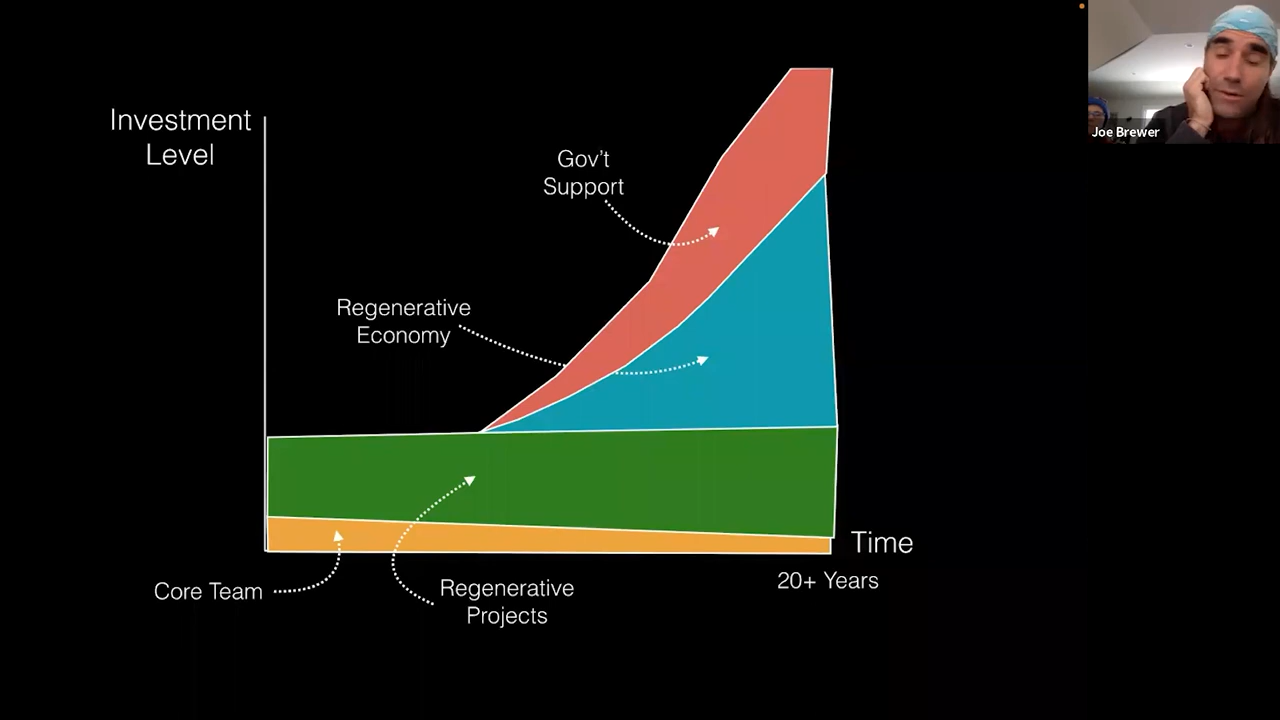 Investment
Level
Gov't
Support
Regenerative
Economy
Core Team
Regenerative
Projects
Time
20+ Years
Joe Brewer